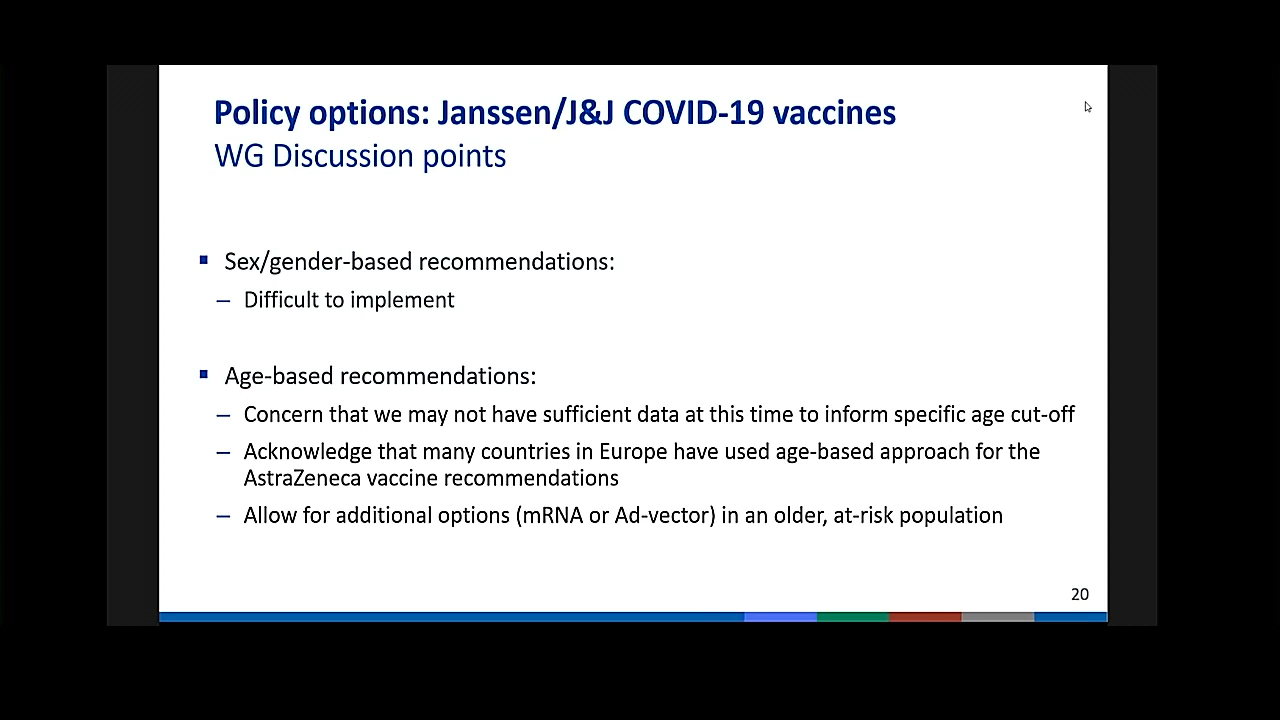 Policy options: Janssen/J&J COVID-19 vaccines
WG Discussion points
▪ Sex/gender-based recommendations:
– Difficult to implement
▪ Age-based recommendations:
– Concern that we may not have sufficient data at this time to inform specific age cut-off
– Acknowledge that many countries in Europe have used age-based approach for the
AstraZeneca vaccine recommendations
– Allow for additional options (mRNA or Ad-vector) in an older, at-risk population
20